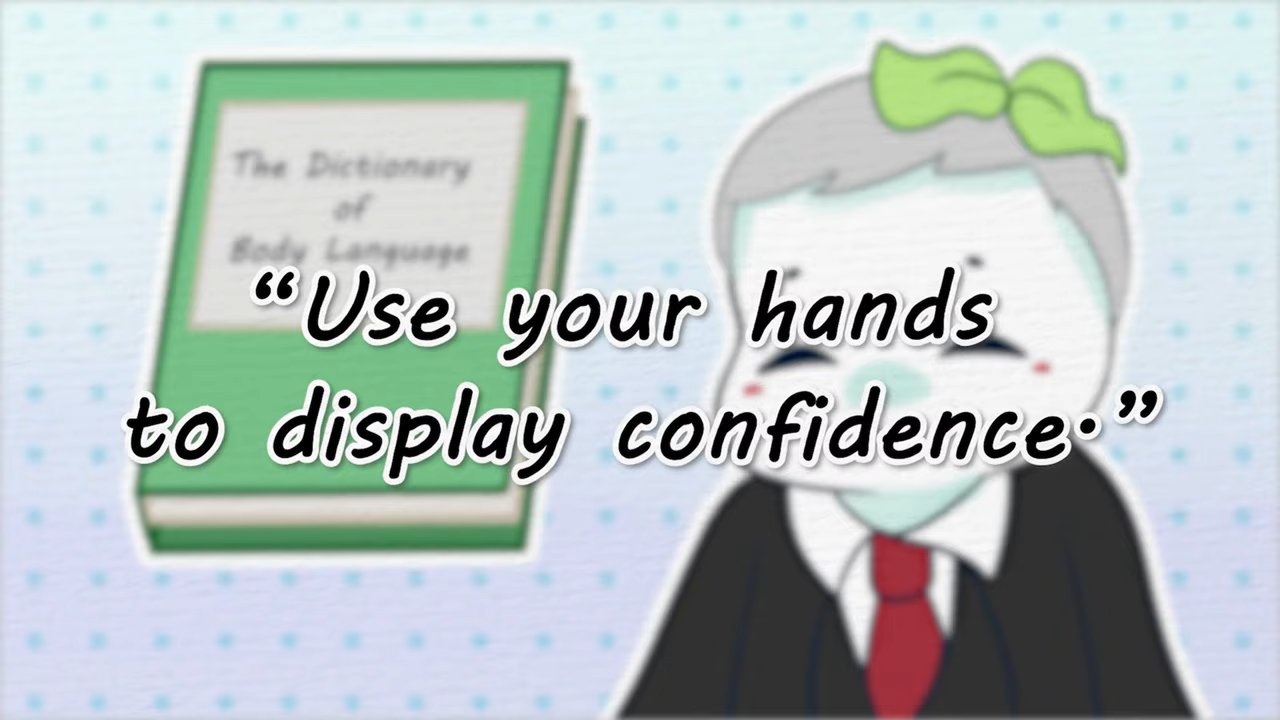 The Dictionary
of
Body Language
“Use your hands
to display confidence.”